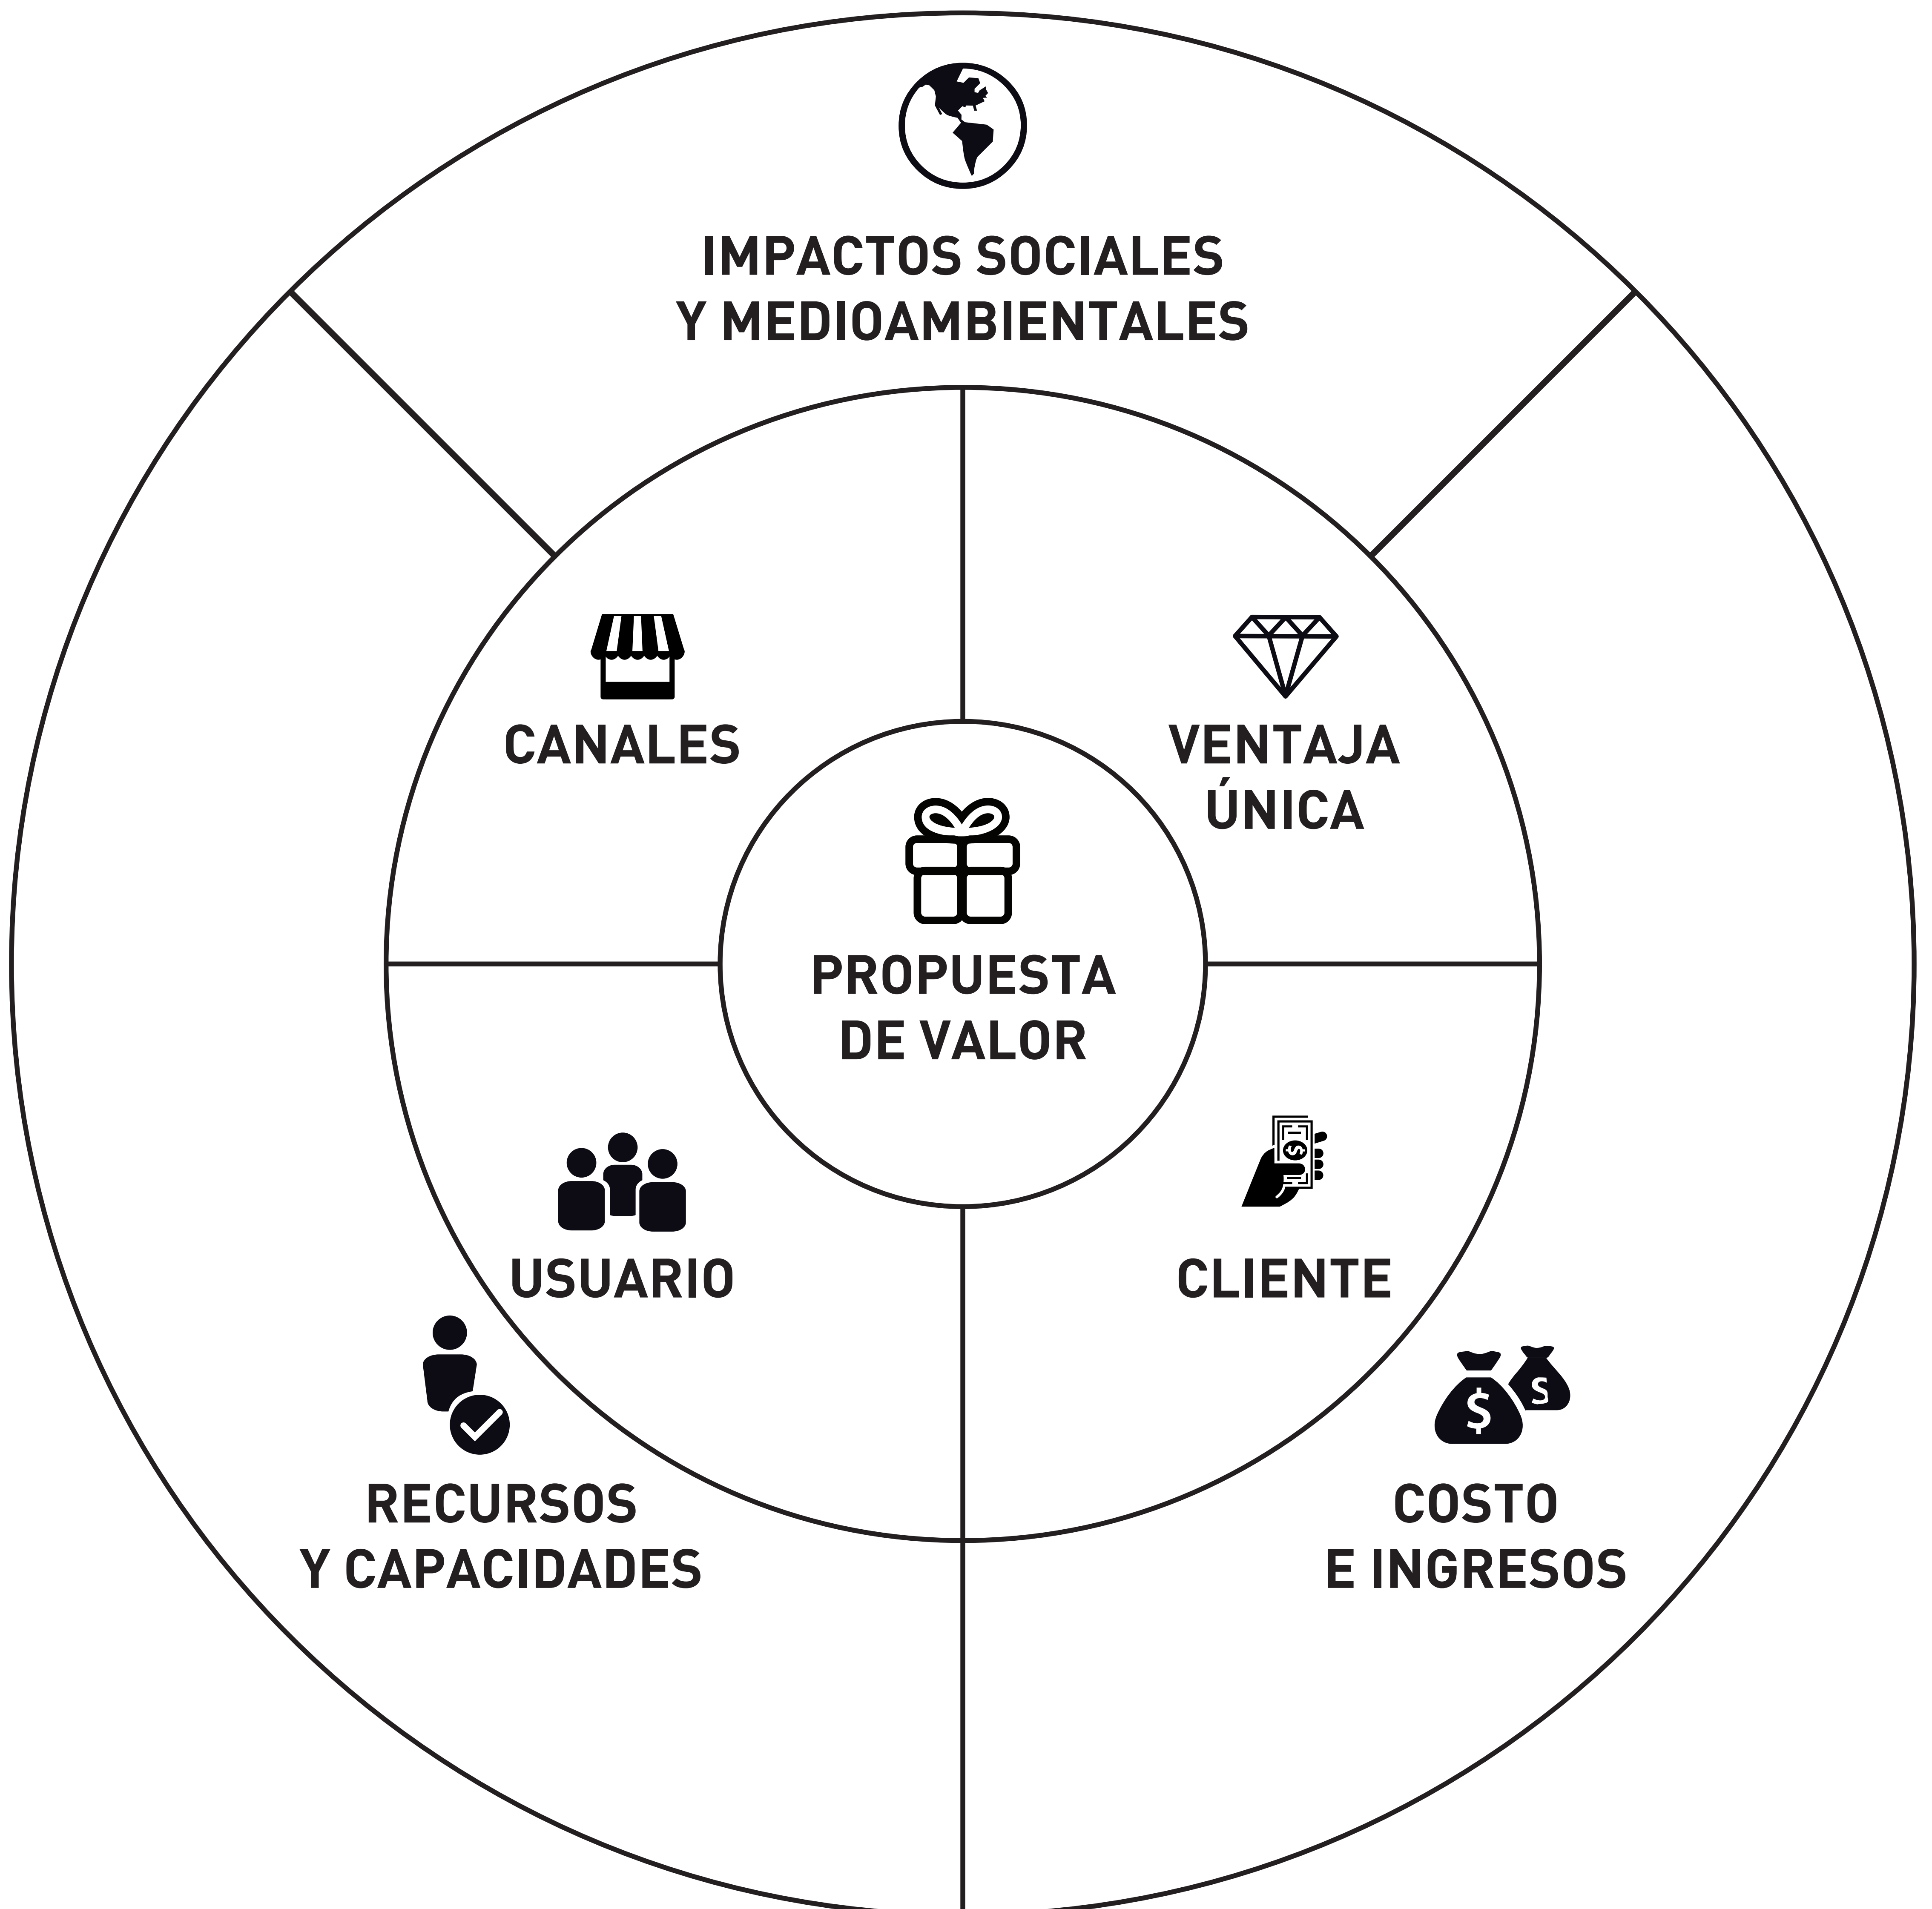 IMPACTOS SOCIALES
Y MEDIOAMBIENTALES
CANALES
VENTAJA
ÚNICA
PROPUESTA
DE VALOR
USUARIO
CLIENTE
RECURSOS
Y CAPACIDADES
COSTO
E INGRESOS